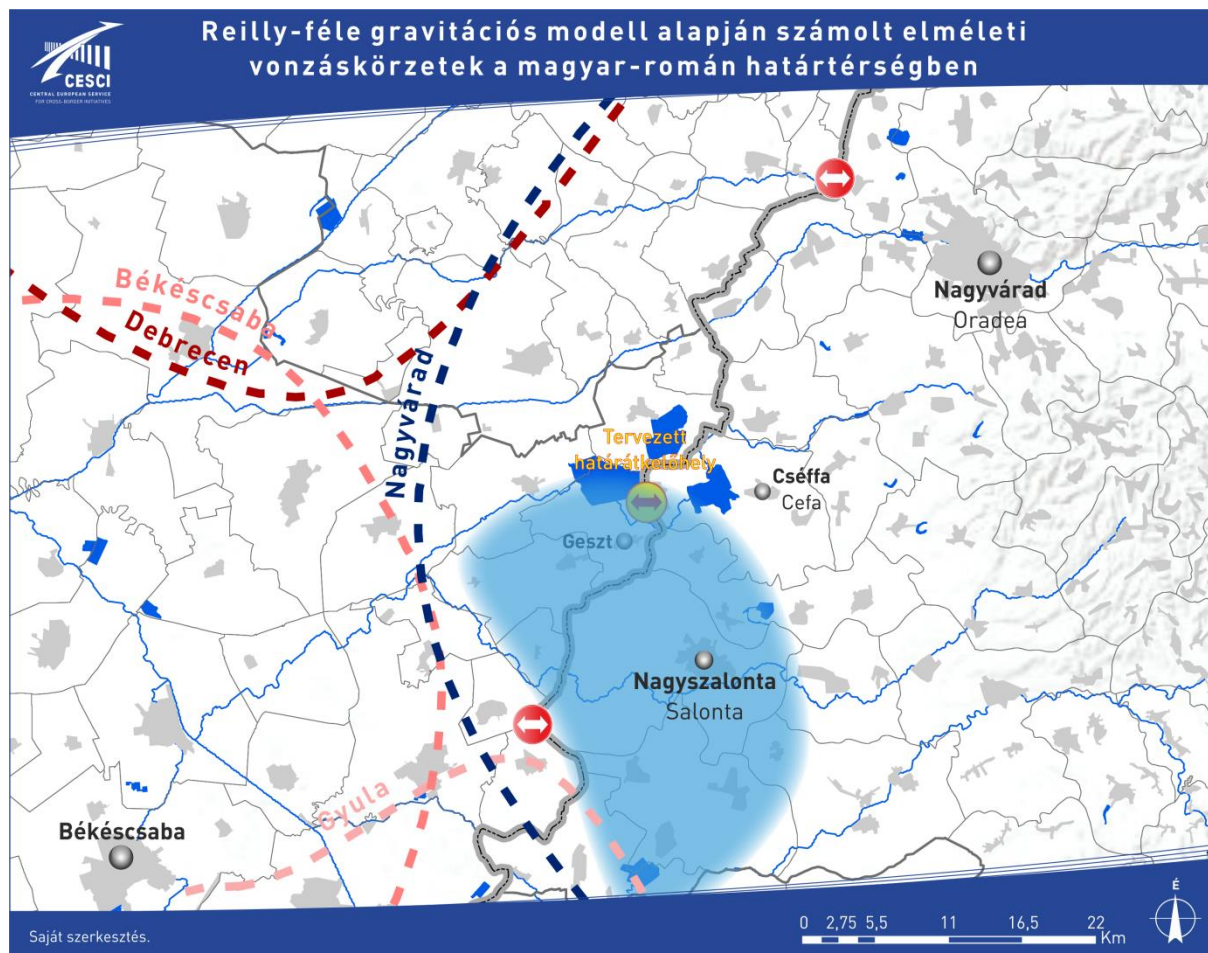 Reilly-féle gravitációs modell alapján számolt elméleti
vonzáskörzetek a magyar-román határtérségben
CESCI
CENTRAL EUROPEAN SERVICE
FOR CROSS-BORDER INITIATIVES
Békéscsaba
Debrecen
Nagyvárad
Nagyvárad
Oradea
Tervezett
határátkelőhely
Cséffa
Cefa
Geszt
Nagyszalonta
Salonta
Gyula
Békéscsaba
Saját szerkesztés.
0 2,75 5,5 11 16,5 22
Km
É